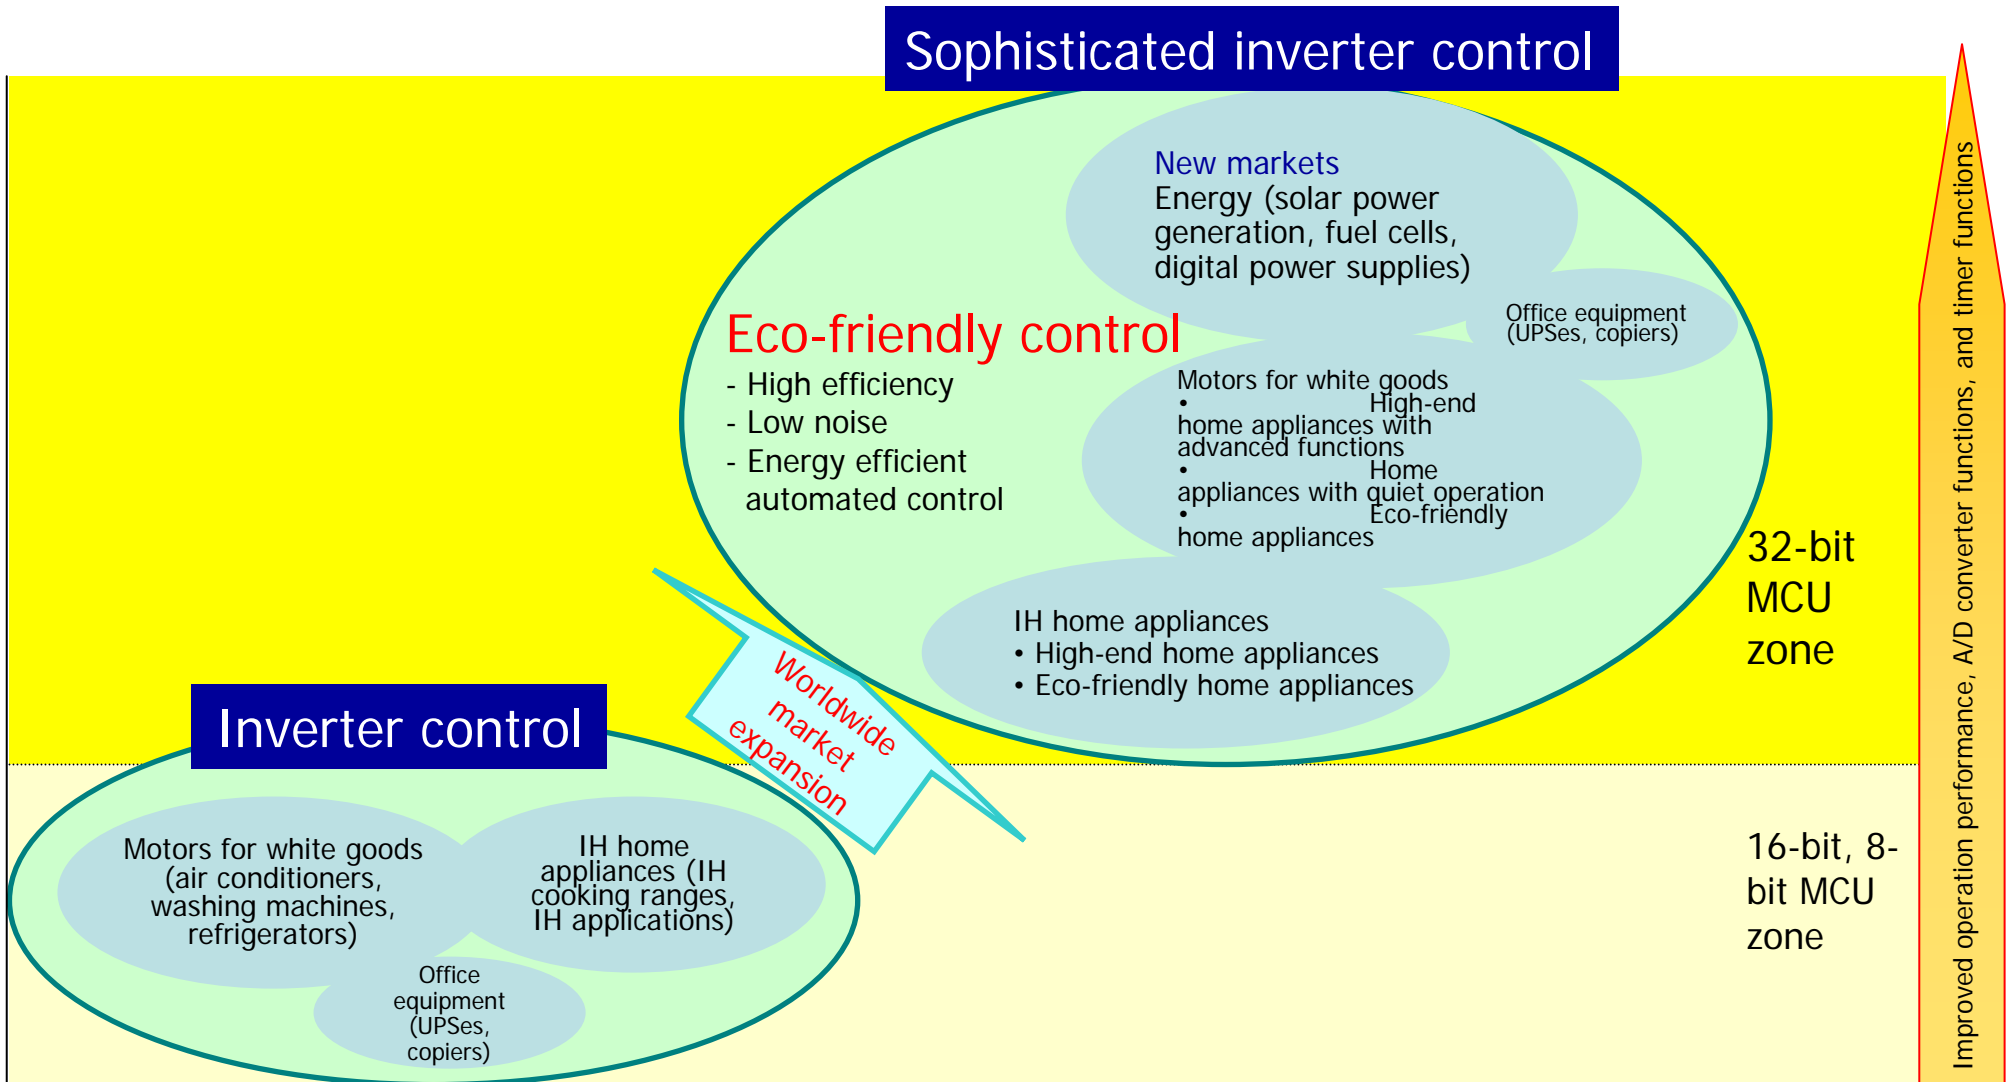 Sophisticated inverter control
New markets
Energy (solar power
generation, fuel cells,
digital power supplies)
Office equipment
(UPSes, copiers)
Eco-friendly control
- High efficiency
- Low noise
- Energy efficient
automated control
Motors for white goods
• High-end
home appliances with
advanced functions
• Home
appliances with quiet operation
• Eco-friendly
home appliances
IH home appliances
• High-end home appliances
• Eco-friendly home appliances
32-bit
MCU
zone
Worldwide
market
expansion
Inverter control
Motors for white goods
(air conditioners,
washing machines,
refrigerators)
IH home
appliances (IH
cooking ranges,
IH applications)
Office
equipment
(UPSes,
copiers)
16-bit, 8-
bit MCU
zone
Improved operation performance, A/D converter functions, and timer functions